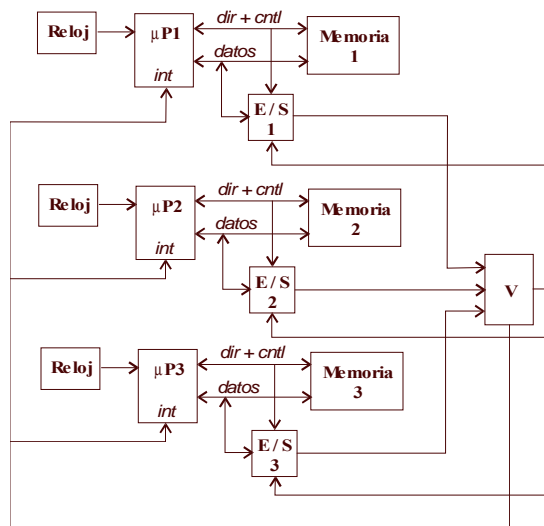 Reloj
μP1
int
dir + cntl
datos
Memoria
1
E / S
1
Reloj
μP2
int
dir + cntl
datos
Memoria
2
E / S
2
V
Reloj
μP3
int
dir + cntl
datos
Memoria
3
E / S
3